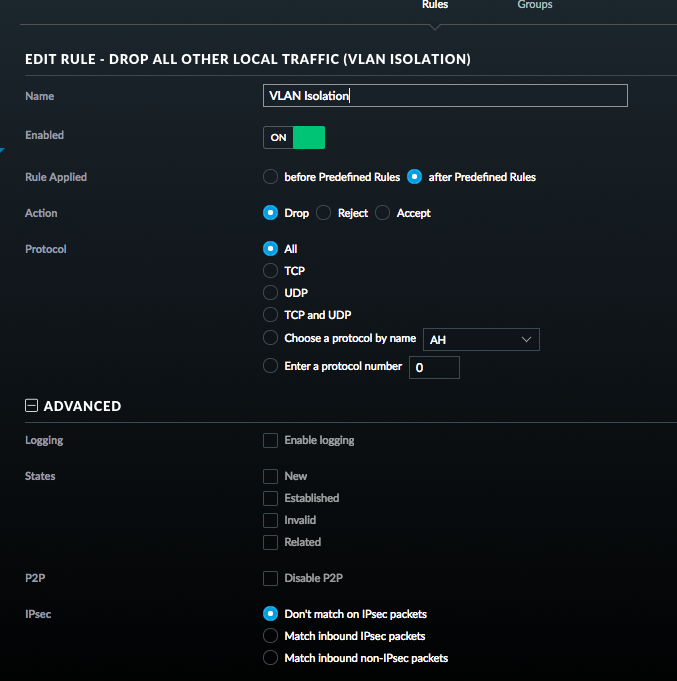 Rules Groups
EDIT RULE - DROP ALL OTHER LOCAL TRAFFIC (VLAN ISOLATION)
Name VLAN Isolation
Enabled ON
Rule Applied before Predefined Rules after Predefined Rules
Action Drop Reject Accept
Protocol All
TCP
UDP
TCP and UDP
Choose a protocol by name AH
Enter a protocol number 0
ADVANCED
Logging Enable logging
States New
Established
Invalid
Related
P2P Disable P2P
IPsec Don't match on IPsec packets
Match inbound IPsec packets
Match inbound non-IPsec packets